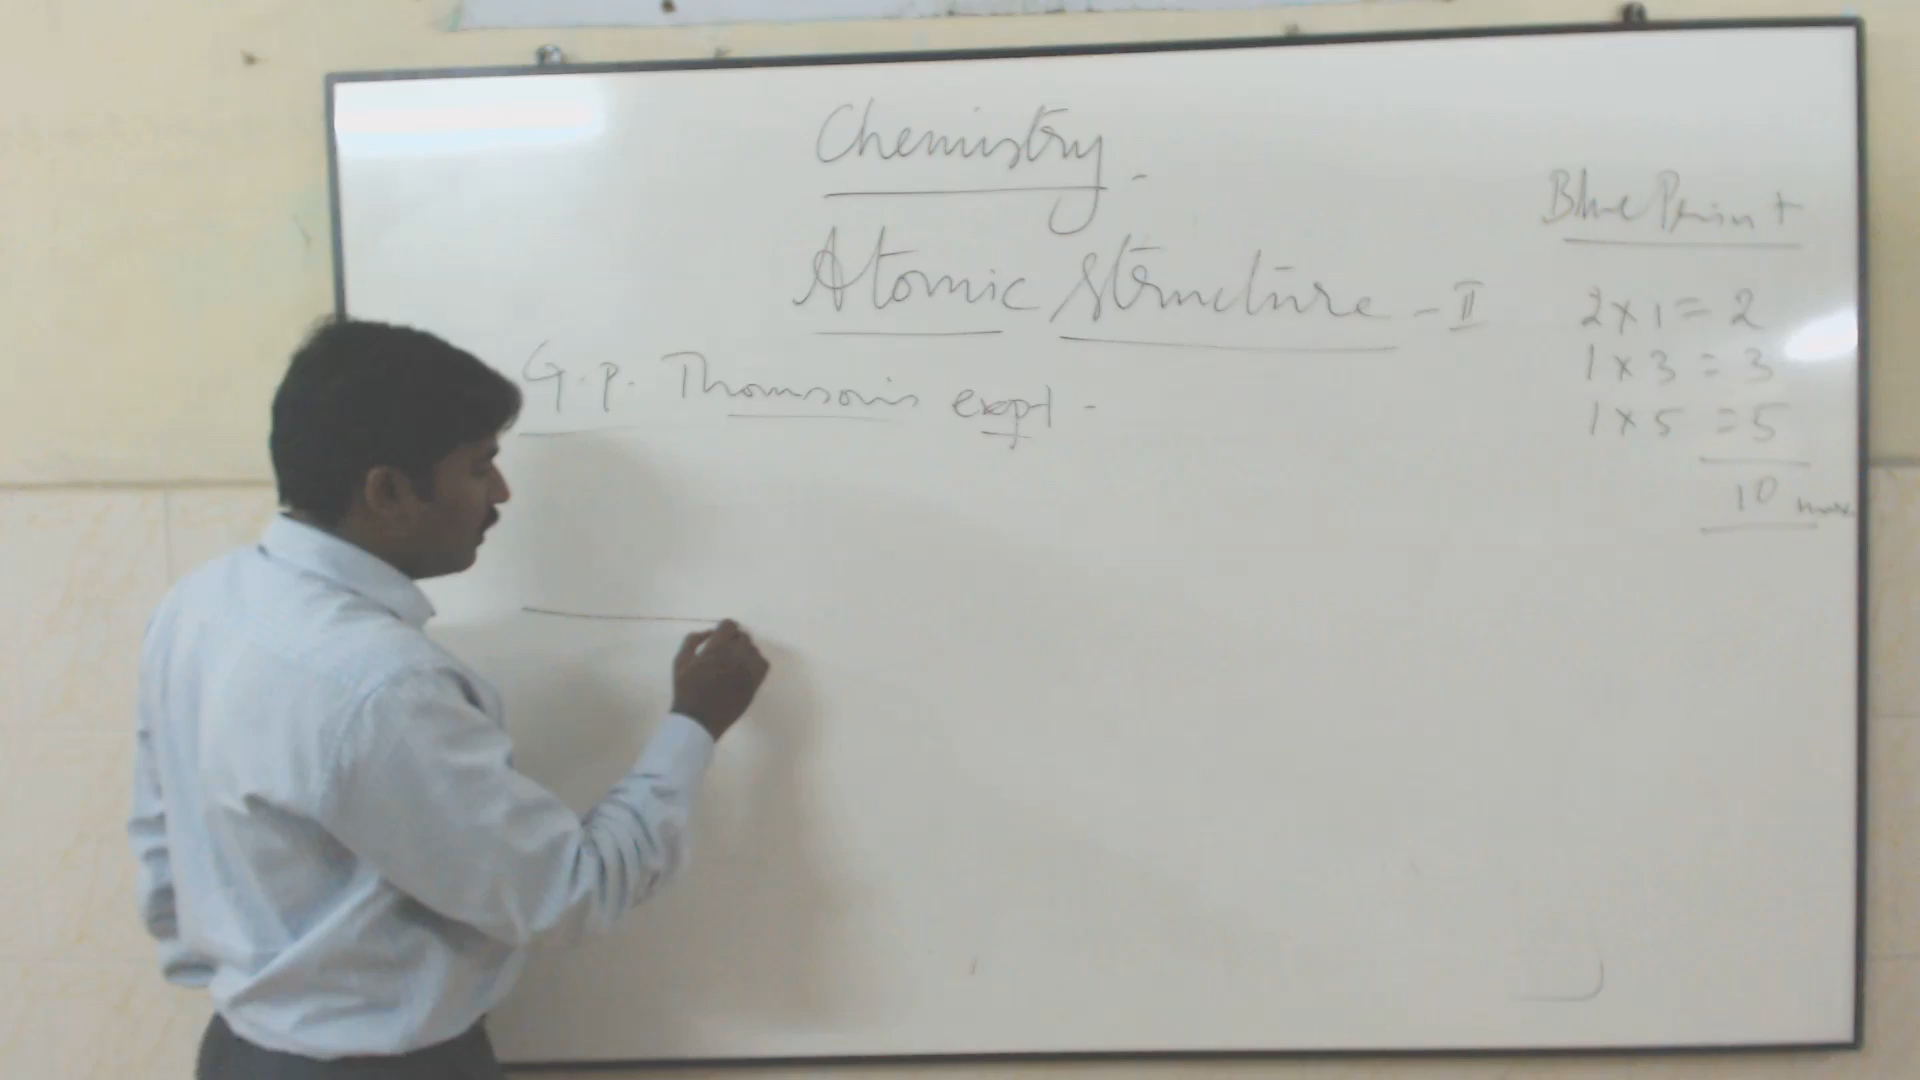 Chemistry -
Atomic Structure - II
G.P. Thomson's expt -
Blue Print
2 x 1 = 2
1 x 3 = 3
1 x 5 = 5
10